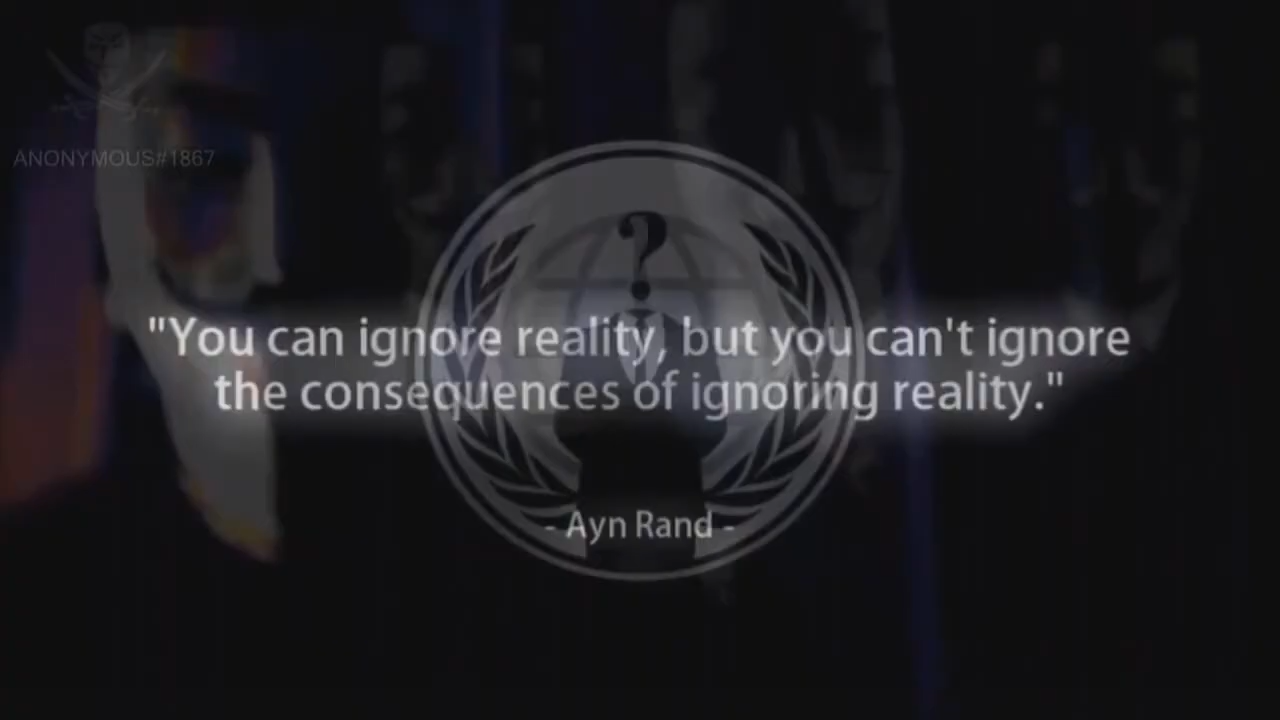 ANONYMOUS#1867
?
"You can ignore reality, but you can't ignore
the consequences of ignoring reality."
- Ayn Rand -